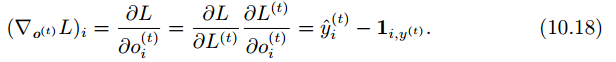 (∇_{o^{(t)}} L)_i = ∂L/∂o_i^{(t)} = ∂L/∂L^{(t)} ∂L^{(t)}/∂o_i^{(t)} = ŷ_i^{(t)} − 1_{i,y^{(t)}}. (10.18)